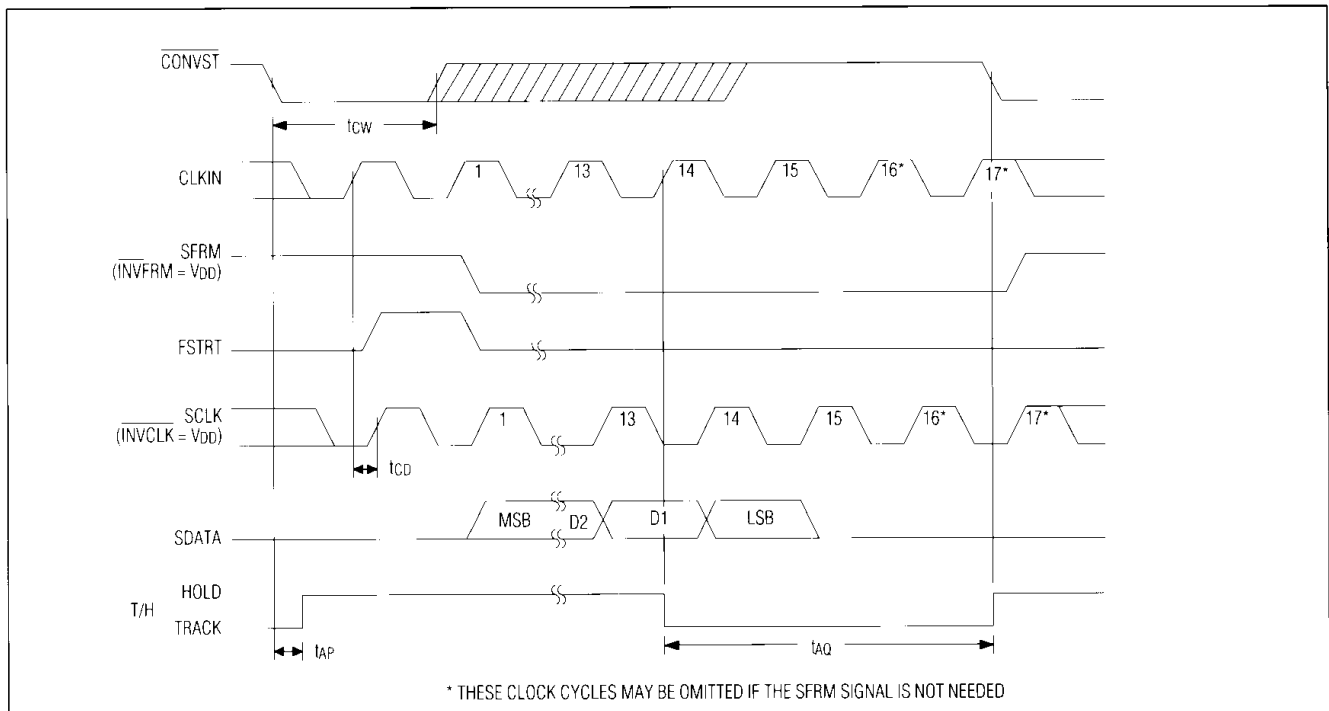 CONVST
tCW
CLKIN 1 13 14 15 16* 17*
SFRM
(INVFRM = VDD)
FSTRT
SCLK 1 13 14 15 16* 17*
(INVCLK = VDD)
tCD
SDATA MSB D2 D1 LSB
HOLD
T/H
TRACK
tAP tAQ
* THESE CLOCK CYCLES MAY BE OMITTED IF THE SFRM SIGNAL IS NOT NEEDED